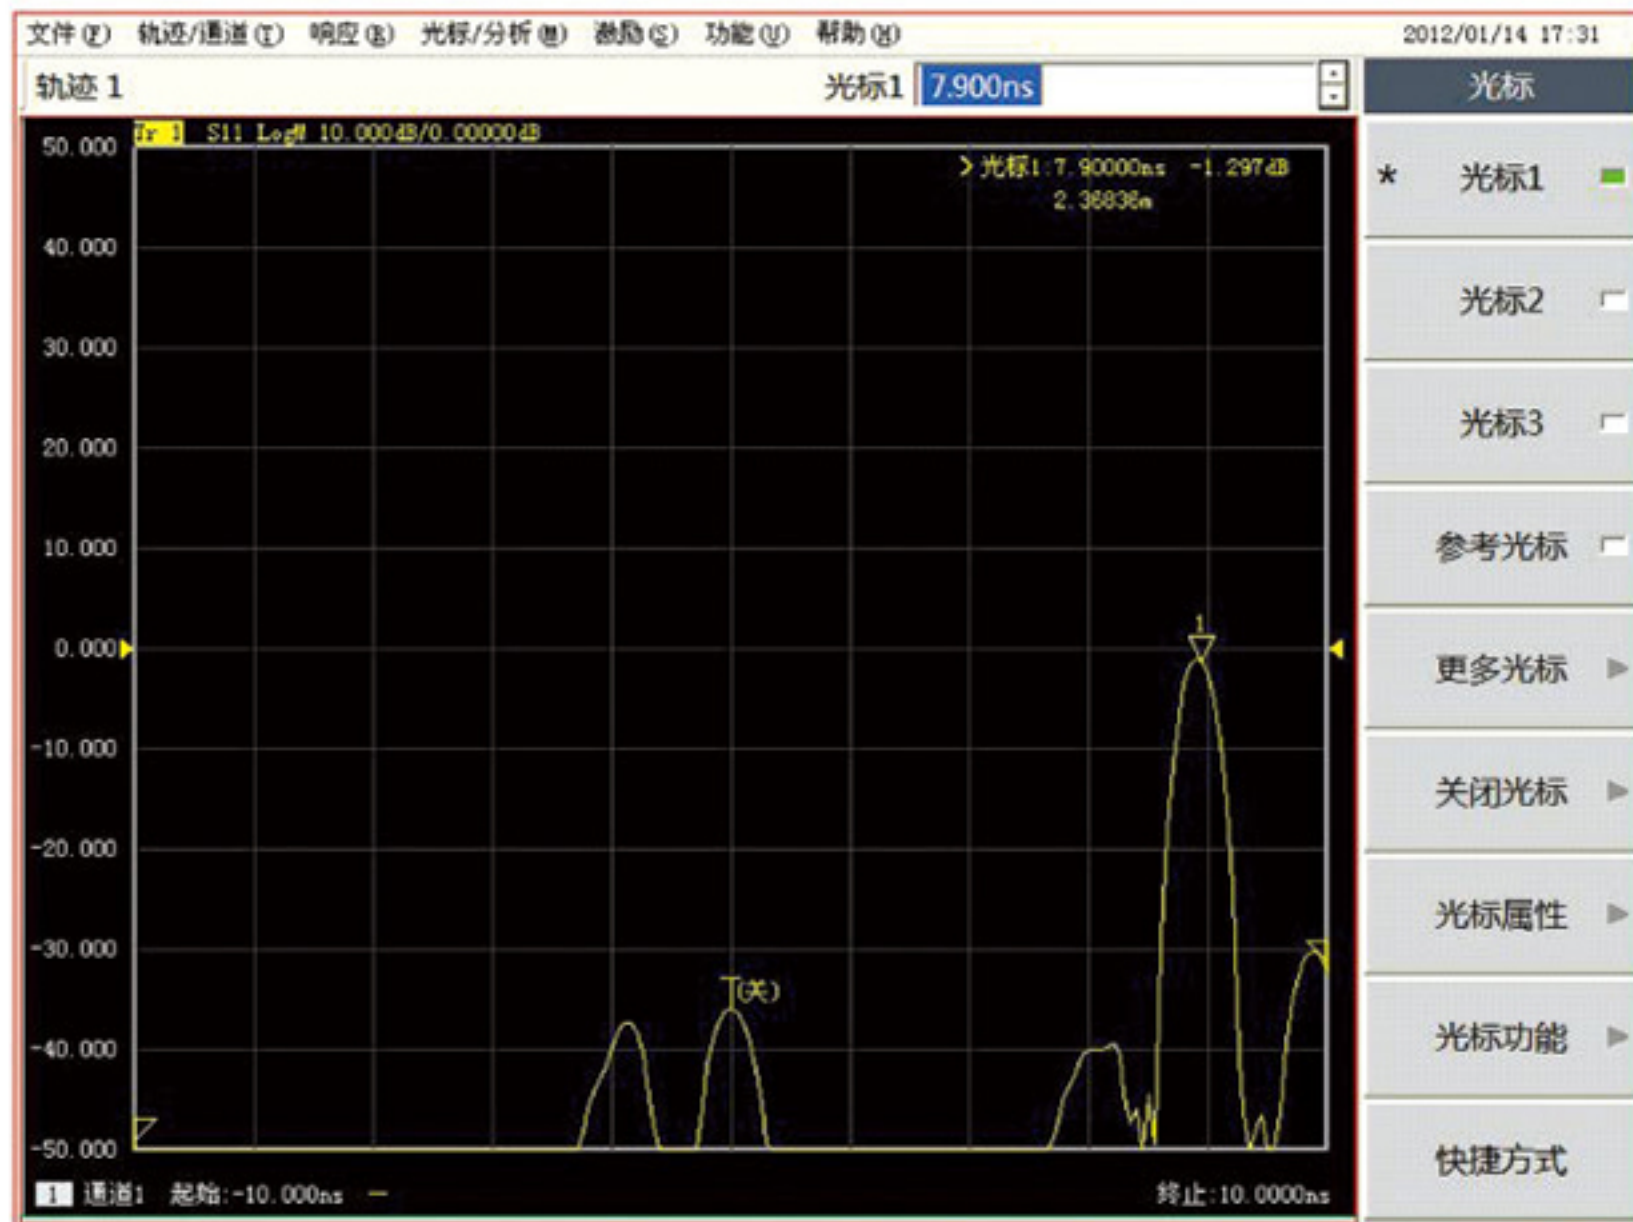 文件(F) 轨迹/通道(T) 响应(R) 光标/分析(M) 激励(S) 功能(U) 帮助(H) 2012/01/14 17:31
轨迹 1 光标1 7.900ns 光标
Tr 1 S11 LogM 10.000dB/0.00000dB
50.000
>光标1:7.90000ns -1.297dB
2.36836m
* 光标1
40.000
光标2
30.000
光标3
20.000
参考光标
10.000
1
0.000
更多光标
-10.000
关闭光标
-20.000
光标属性
-30.000
(关)
光标功能
-40.000
-50.000
快捷方式
1 通道1 起始:-10.000ns 终止:10.0000ns